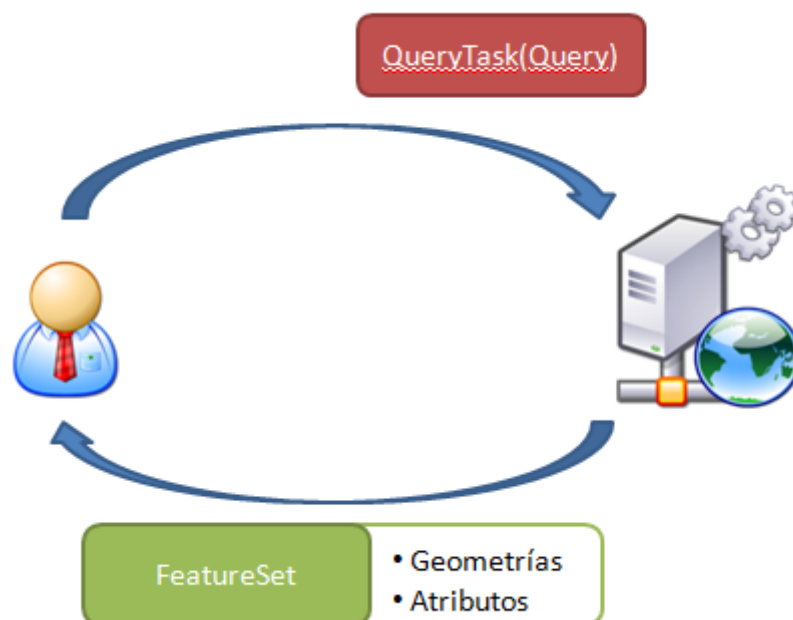 QueryTask(Query)
FeatureSet
• Geometrías
• Atributos